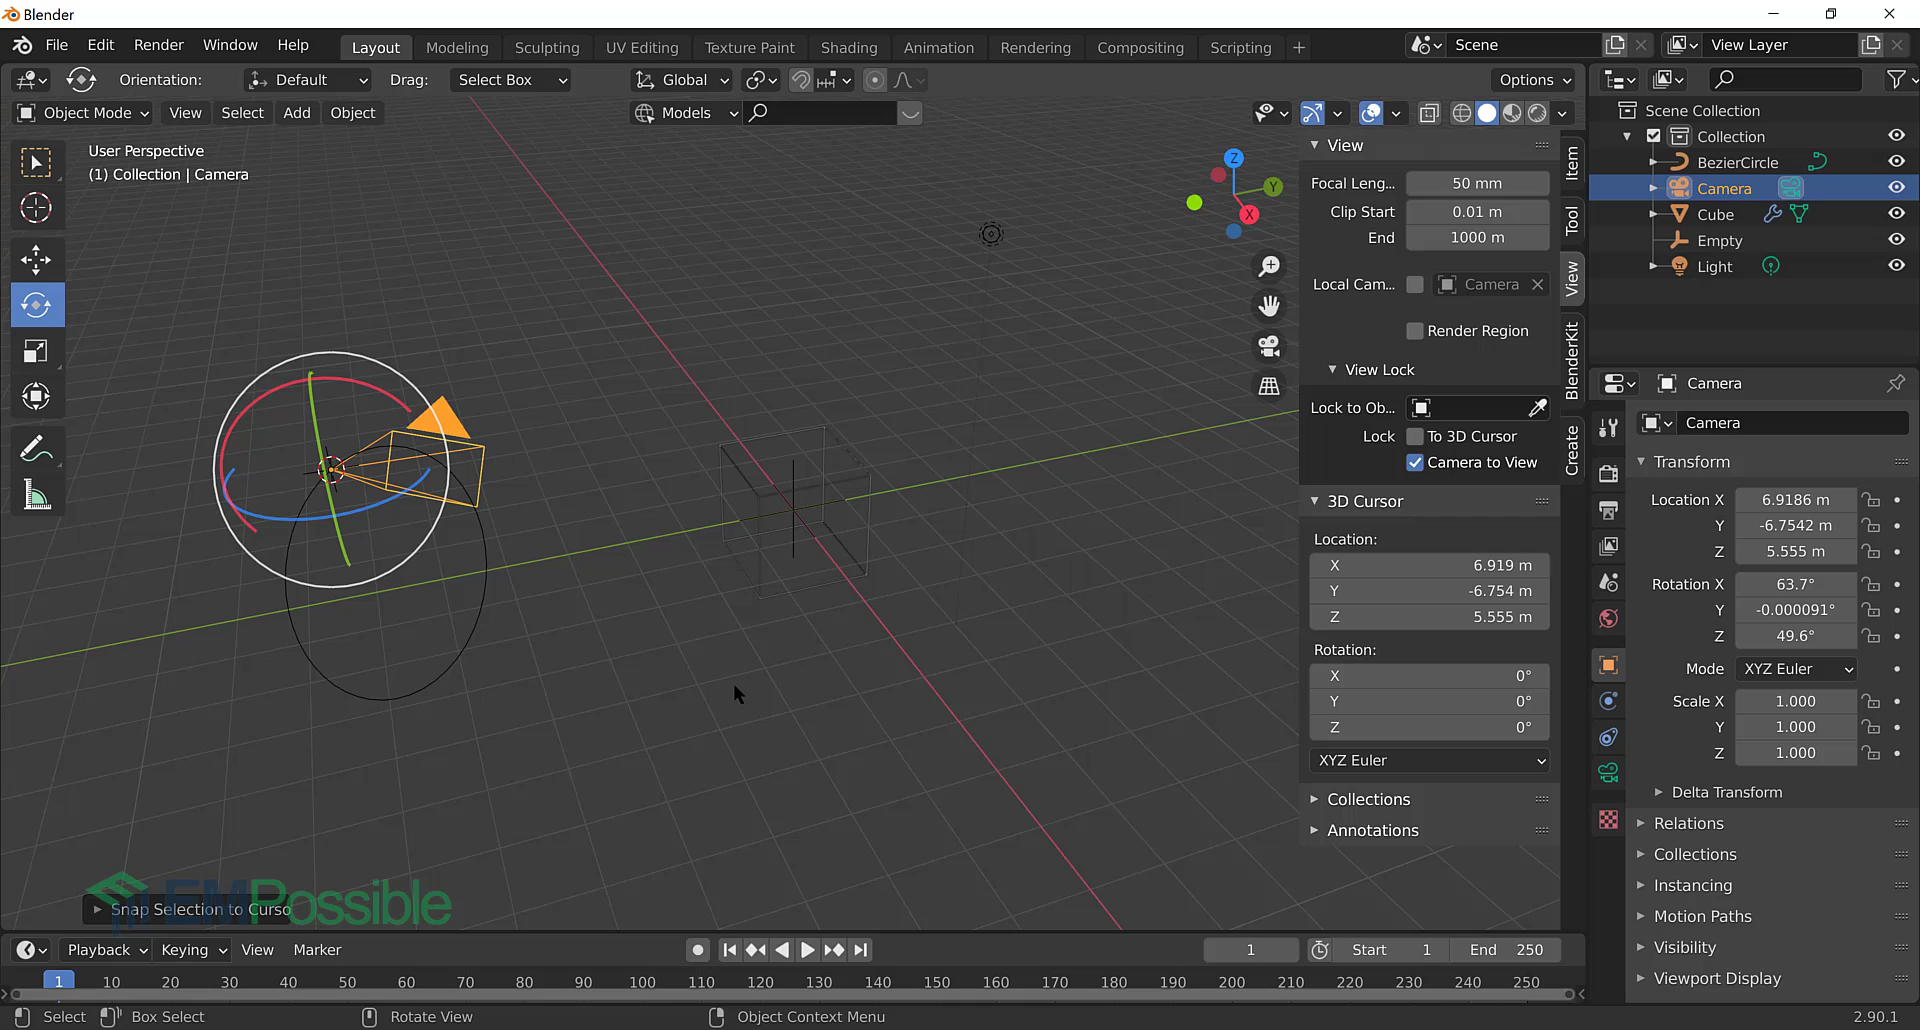 Blender
File Edit Render Window Help Layout Modeling Sculpting UV Editing Texture Paint Shading Animation Rendering Compositing Scripting + Scene View Layer
Orientation: Default Drag: Select Box Global Options
Object Mode View Select Add Object Models
User Perspective
(1) Collection | Camera
Z
Y
X
View
Focal Leng... 50 mm
Clip Start 0.01 m
End 1000 m
Local Cam... Camera
Render Region
View Lock
Lock to Ob...
Lock To 3D Cursor
Camera to View
3D Cursor
Location:
X 6.919 m
Y -6.754 m
Z 5.555 m
Rotation:
X 0°
Y 0°
Z 0°
XYZ Euler
Collections
Annotations
Item
Tool
View
BlenderKit
Create
Scene Collection
Collection
BezierCircle
Camera
Cube
Empty
Light
Camera
Camera
Transform
Location X 6.9186 m
Y -6.7542 m
Z 5.555 m
Rotation X 63.7°
Y -0.000091°
Z 49.6°
Mode XYZ Euler
Scale X 1.000
Y 1.000
Z 1.000
Delta Transform
Relations
Collections
Instancing
Motion Paths
Visibility
Viewport Display
EMPossible
Snap Selection to Curso
Playback Keying View Marker 1 Start 1 End 250
1 10 20 30 40 50 60 70 80 90 100 110 120 130 140 150 160 170 180 190 200 210 220 230 240 250
Select Box Select Rotate View Object Context Menu 2.90.1